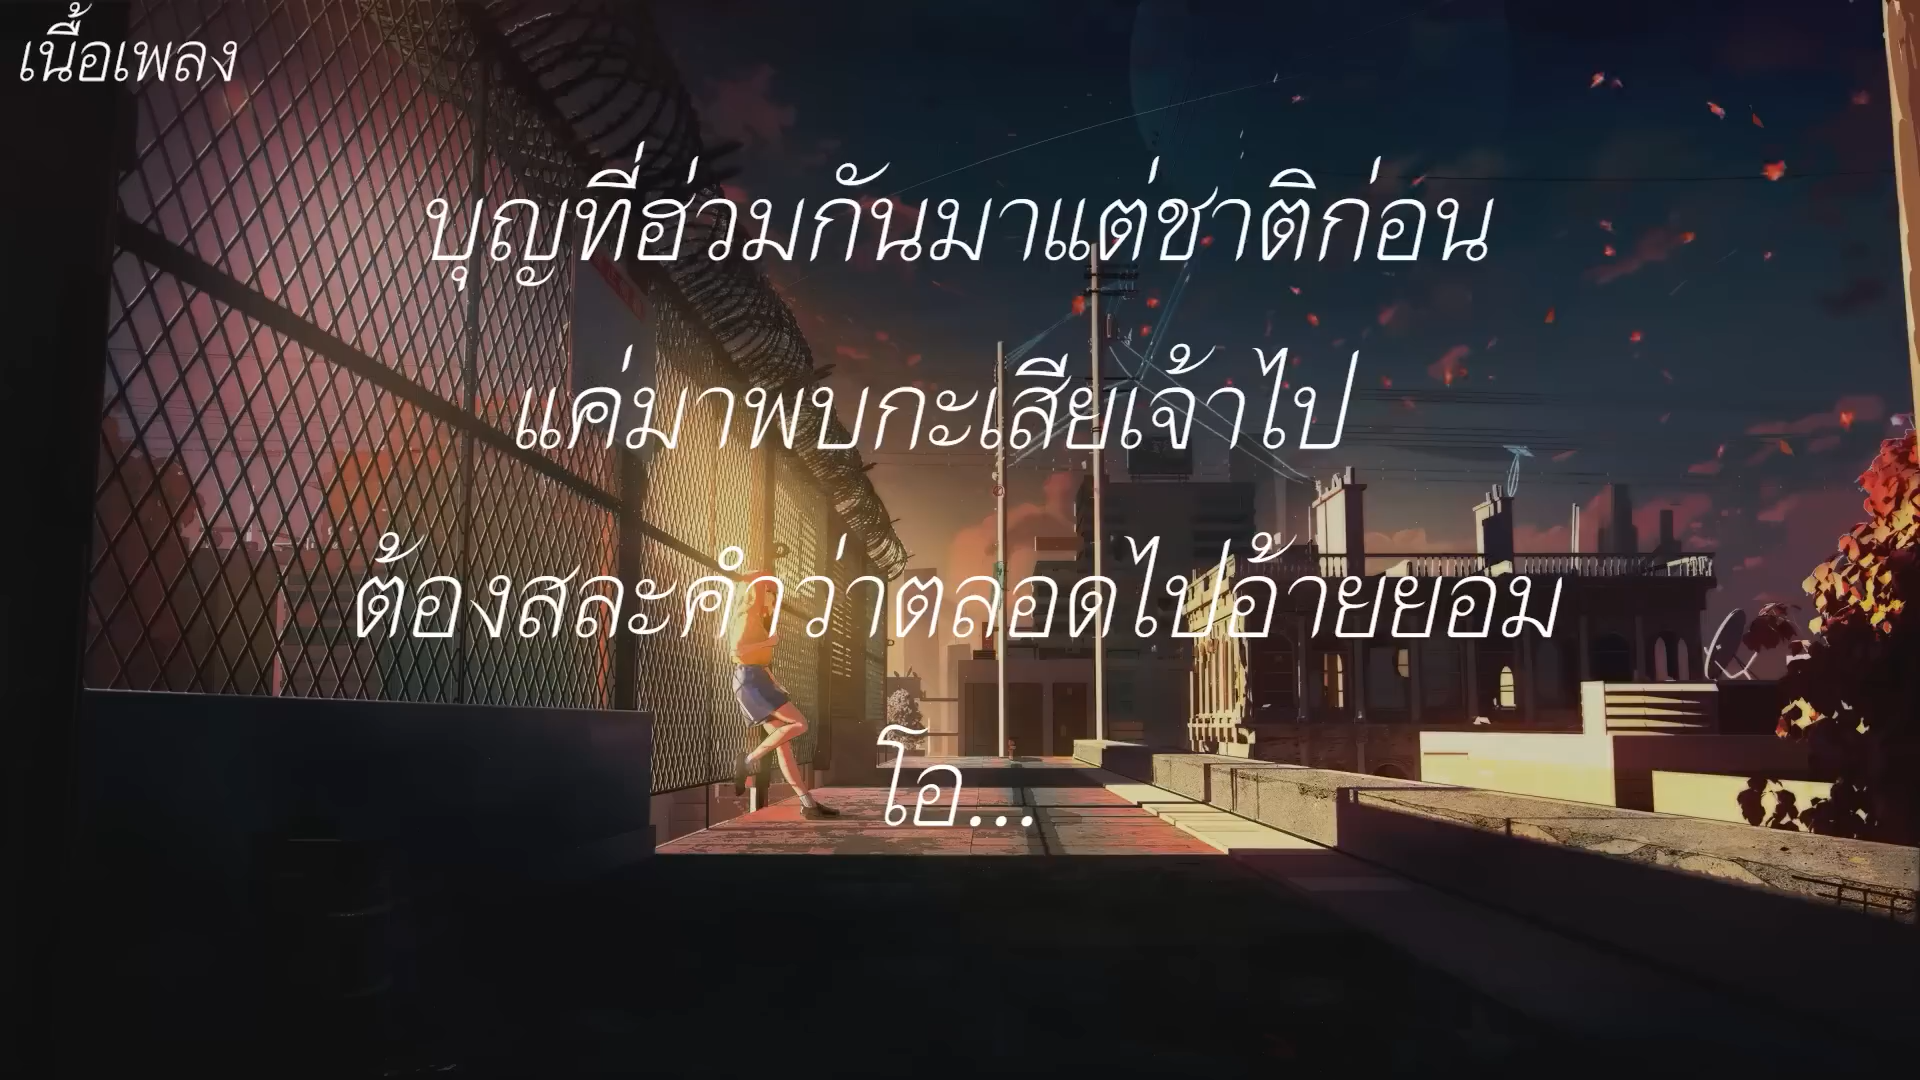 เนื้อเพลง
บุญที่ฮ่วมกันมาแต่ชาติก่อน
แค่มาพบกะเสียเจ้าไป
ต้องสละคำว่าตลอดไปอ้ายยอม
โอ...